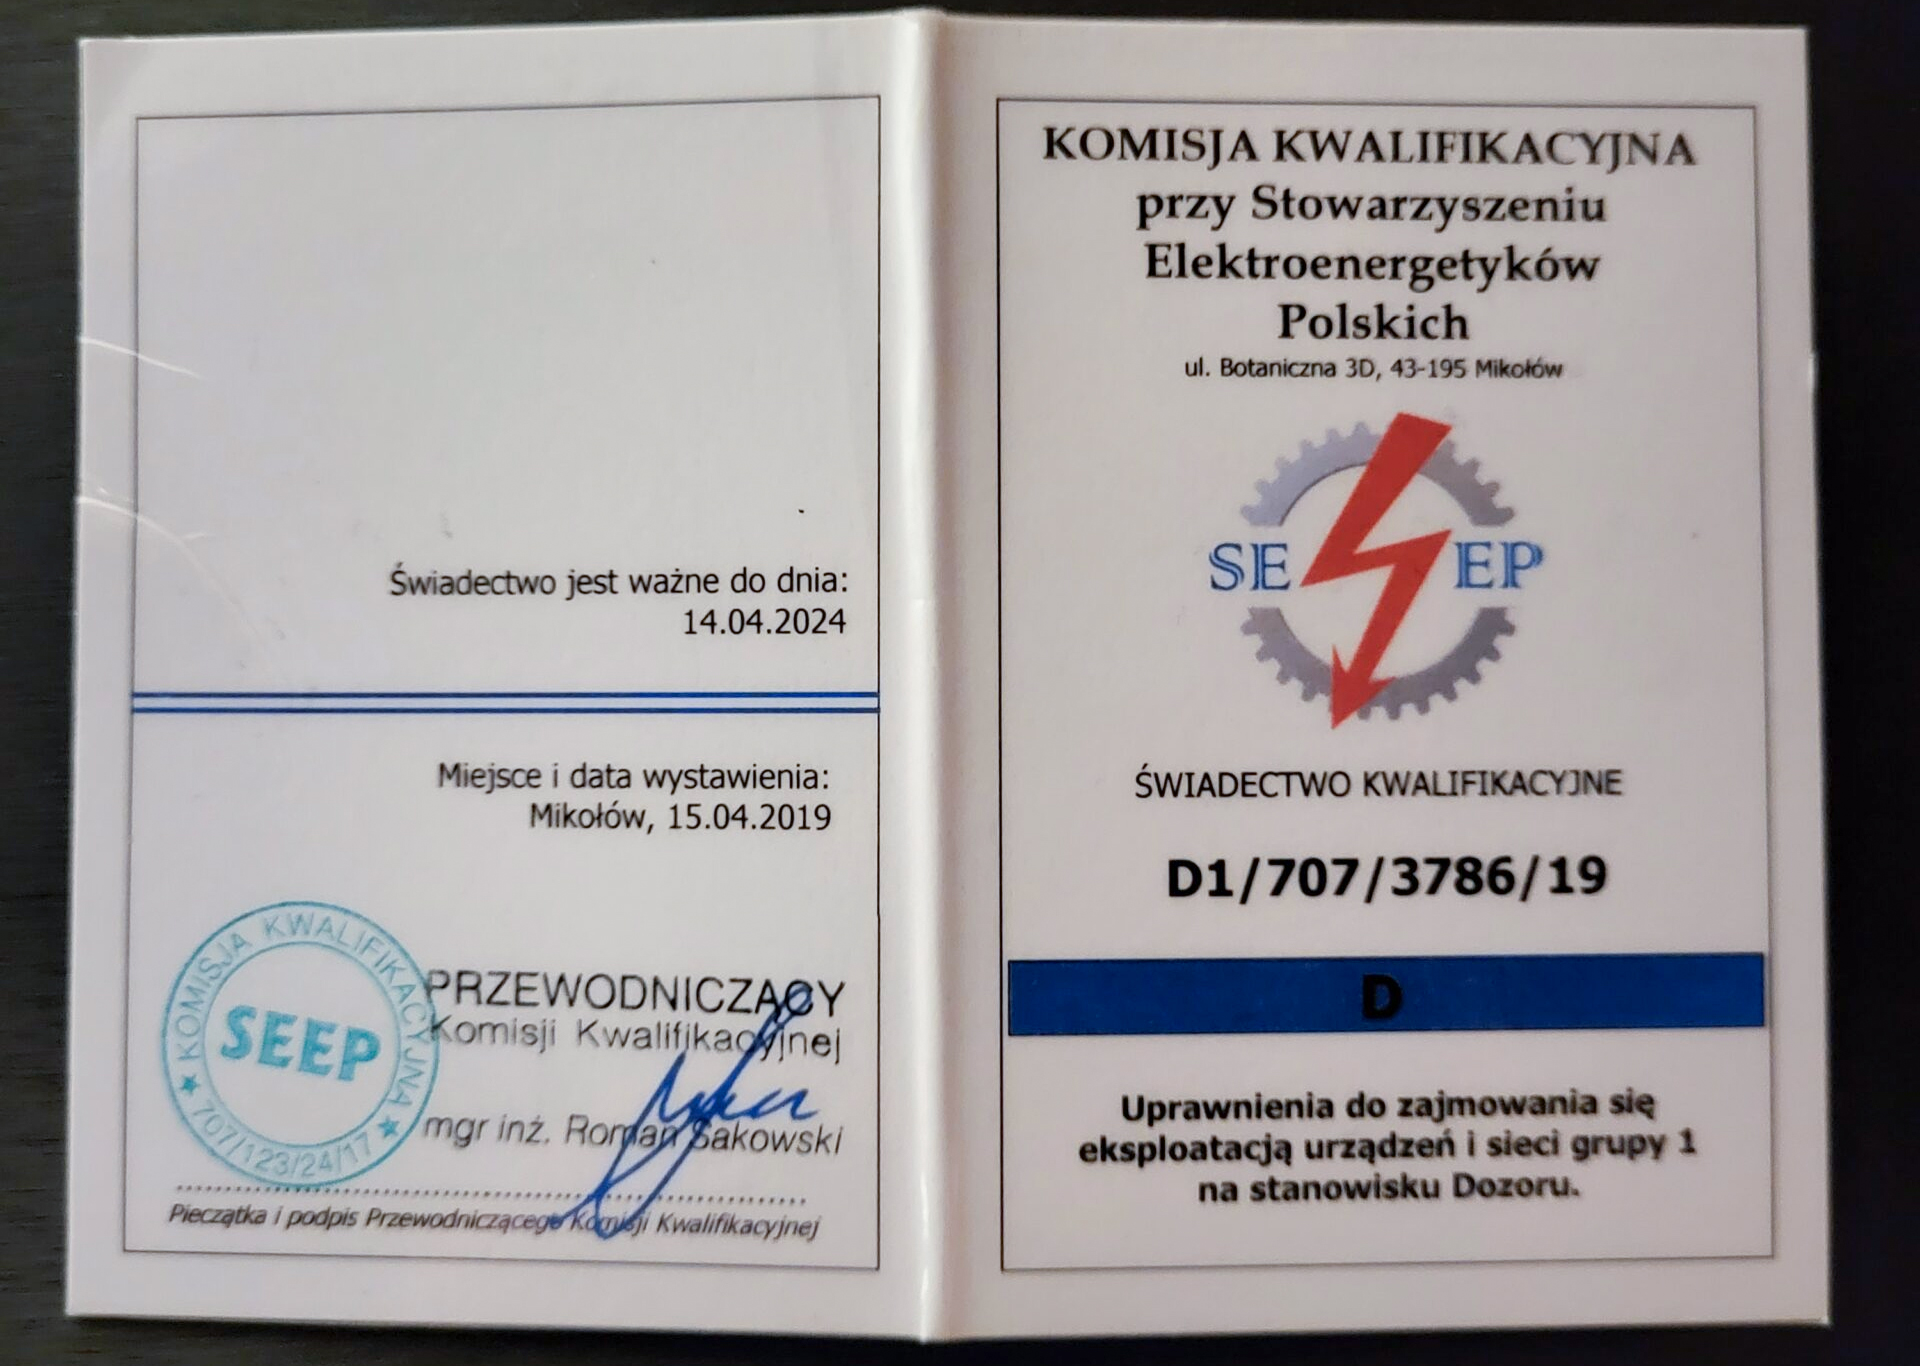 Świadectwo jest ważne do dnia:
14.04.2024
Miejsce i data wystawienia:
Mikołów, 15.04.2019
KOMISJA KWALIFIKACYJNA
707/123/24/17
SEEP
PRZEWODNICZĄCY
Komisji Kwalifikacyjnej
mgr inż. Roman Sakowski
Pieczątka i podpis Przewodniczącego Komisji Kwalifikacyjnej
KOMISJA KWALIFIKACYJNA
przy Stowarzyszeniu
Elektroenergetyków
Polskich
ul. Botaniczna 3D, 43-195 Mikołów
SE EP
ŚWIADECTWO KWALIFIKACYJNE
D1/707/3786/19
D
Uprawnienia do zajmowania się
eksploatacją urządzeń i sieci grupy 1
na stanowisku Dozoru.